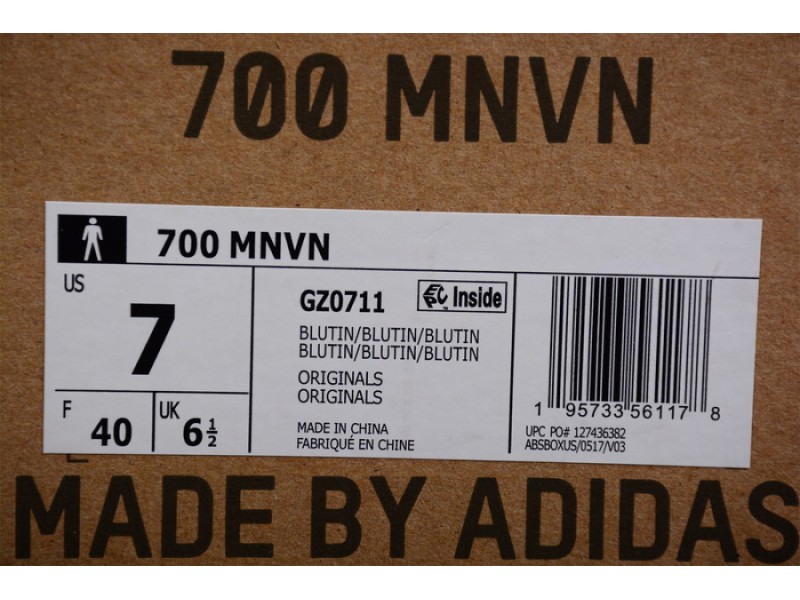 700 MNVN
700 MNVN
US
7
F
40
UK
6 1/2
GZ0711
Inside
BLUTIN/BLUTIN/BLUTIN
BLUTIN/BLUTIN/BLUTIN
ORIGINALS
ORIGINALS
MADE IN CHINA
FABRIQUÉ EN CHINE
1 95733 56117 8
UPC PO# 127436382
ABSBOXUS/0517/V03
MADE BY ADIDAS